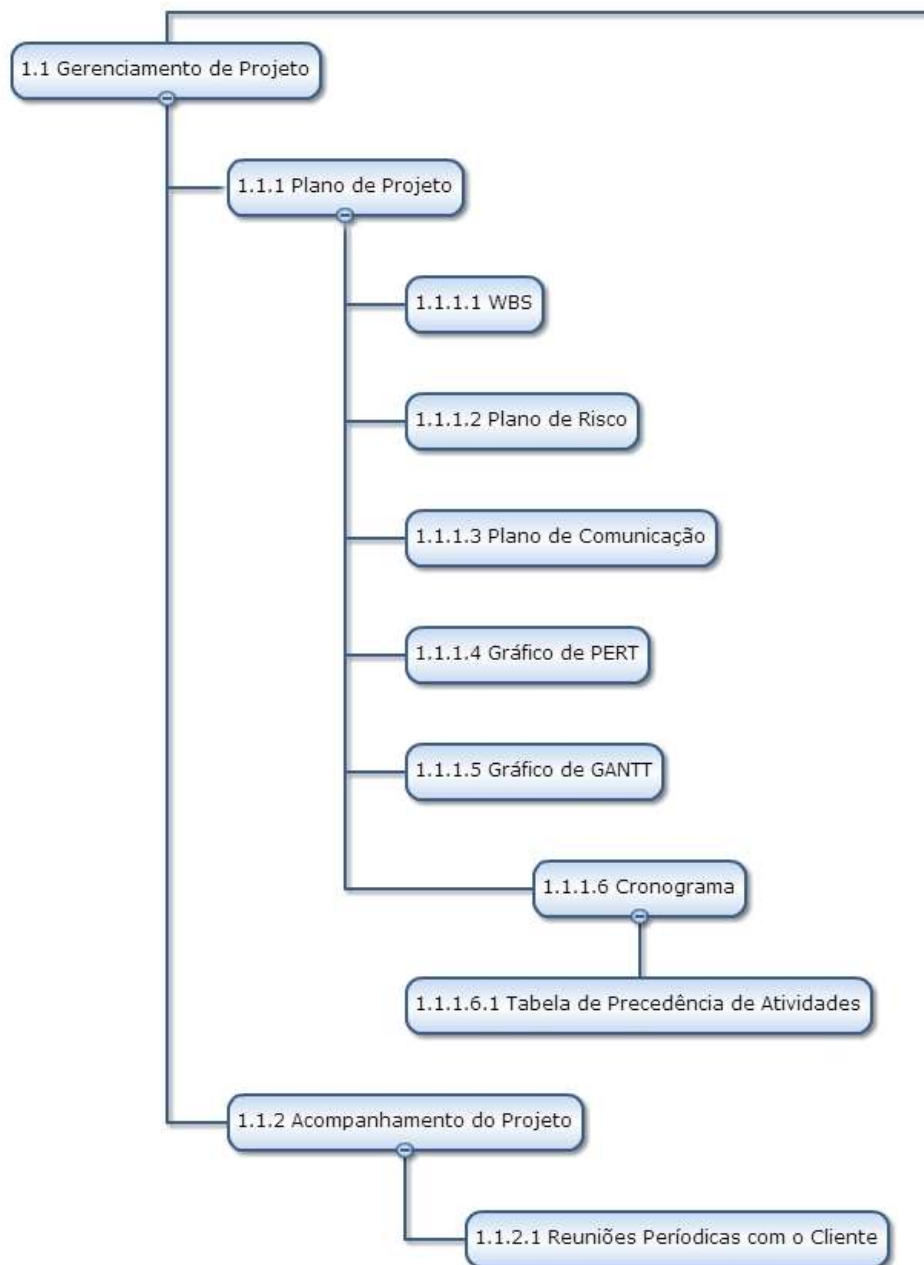 1.1 Gerenciamento de Projeto
1.1.1 Plano de Projeto
1.1.1.1 WBS
1.1.1.2 Plano de Risco
1.1.1.3 Plano de Comunicação
1.1.1.4 Gráfico de PERT
1.1.1.5 Gráfico de GANTT
1.1.1.6 Cronograma
1.1.1.6.1 Tabela de Precedência de Atividades
1.1.2 Acompanhamento do Projeto
1.1.2.1 Reuniões Períodicas com o Cliente